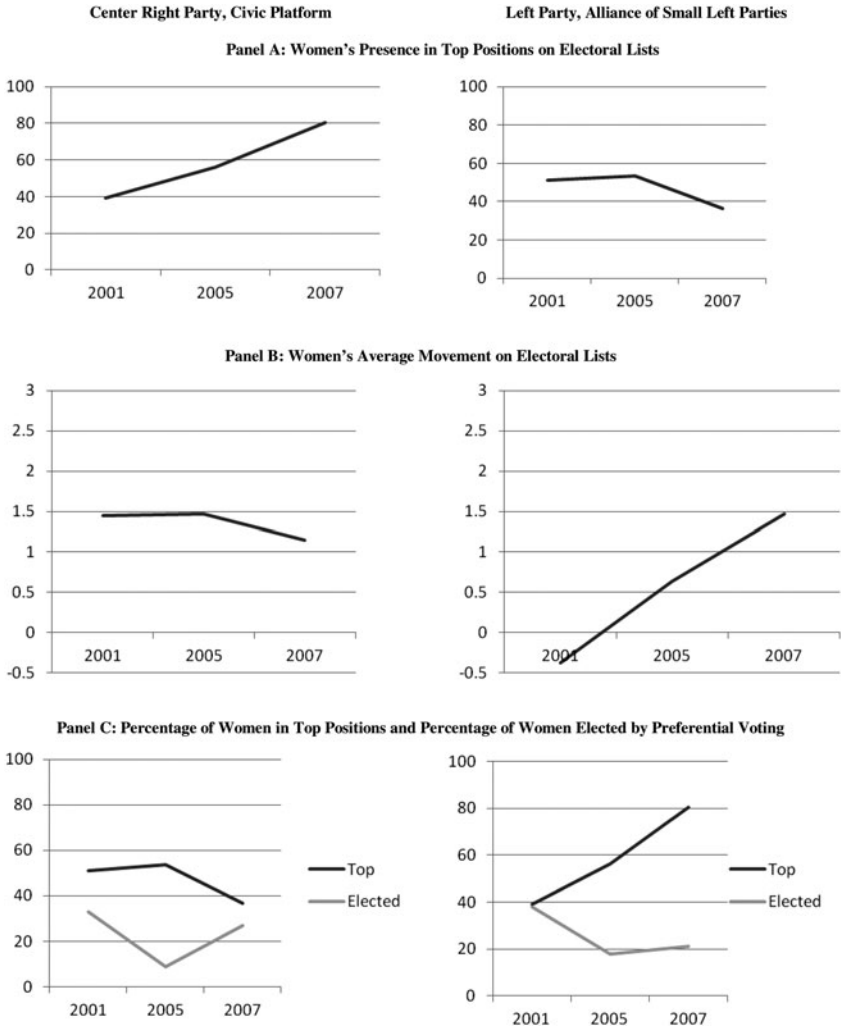 Center Right Party, Civic Platform
Left Party, Alliance of Small Left Parties
Panel A: Women's Presence in Top Positions on Electoral Lists
100
80
60
40
20
0
2001 2005 2007
100
80
60
40
20
0
2001 2005 2007
Panel B: Women's Average Movement on Electoral Lists
3
2.5
2
1.5
1
0.5
0
-0.5
2001 2005 2007
3
2.5
2
1.5
1
0.5
0
-0.5
2001 2005 2007
Panel C: Percentage of Women in Top Positions and Percentage of Women Elected by Preferential Voting
100
80
60
40
20
0
2001 2005 2007
Top
Elected
100
80
60
40
20
0
2001 2005 2007
Top
Elected